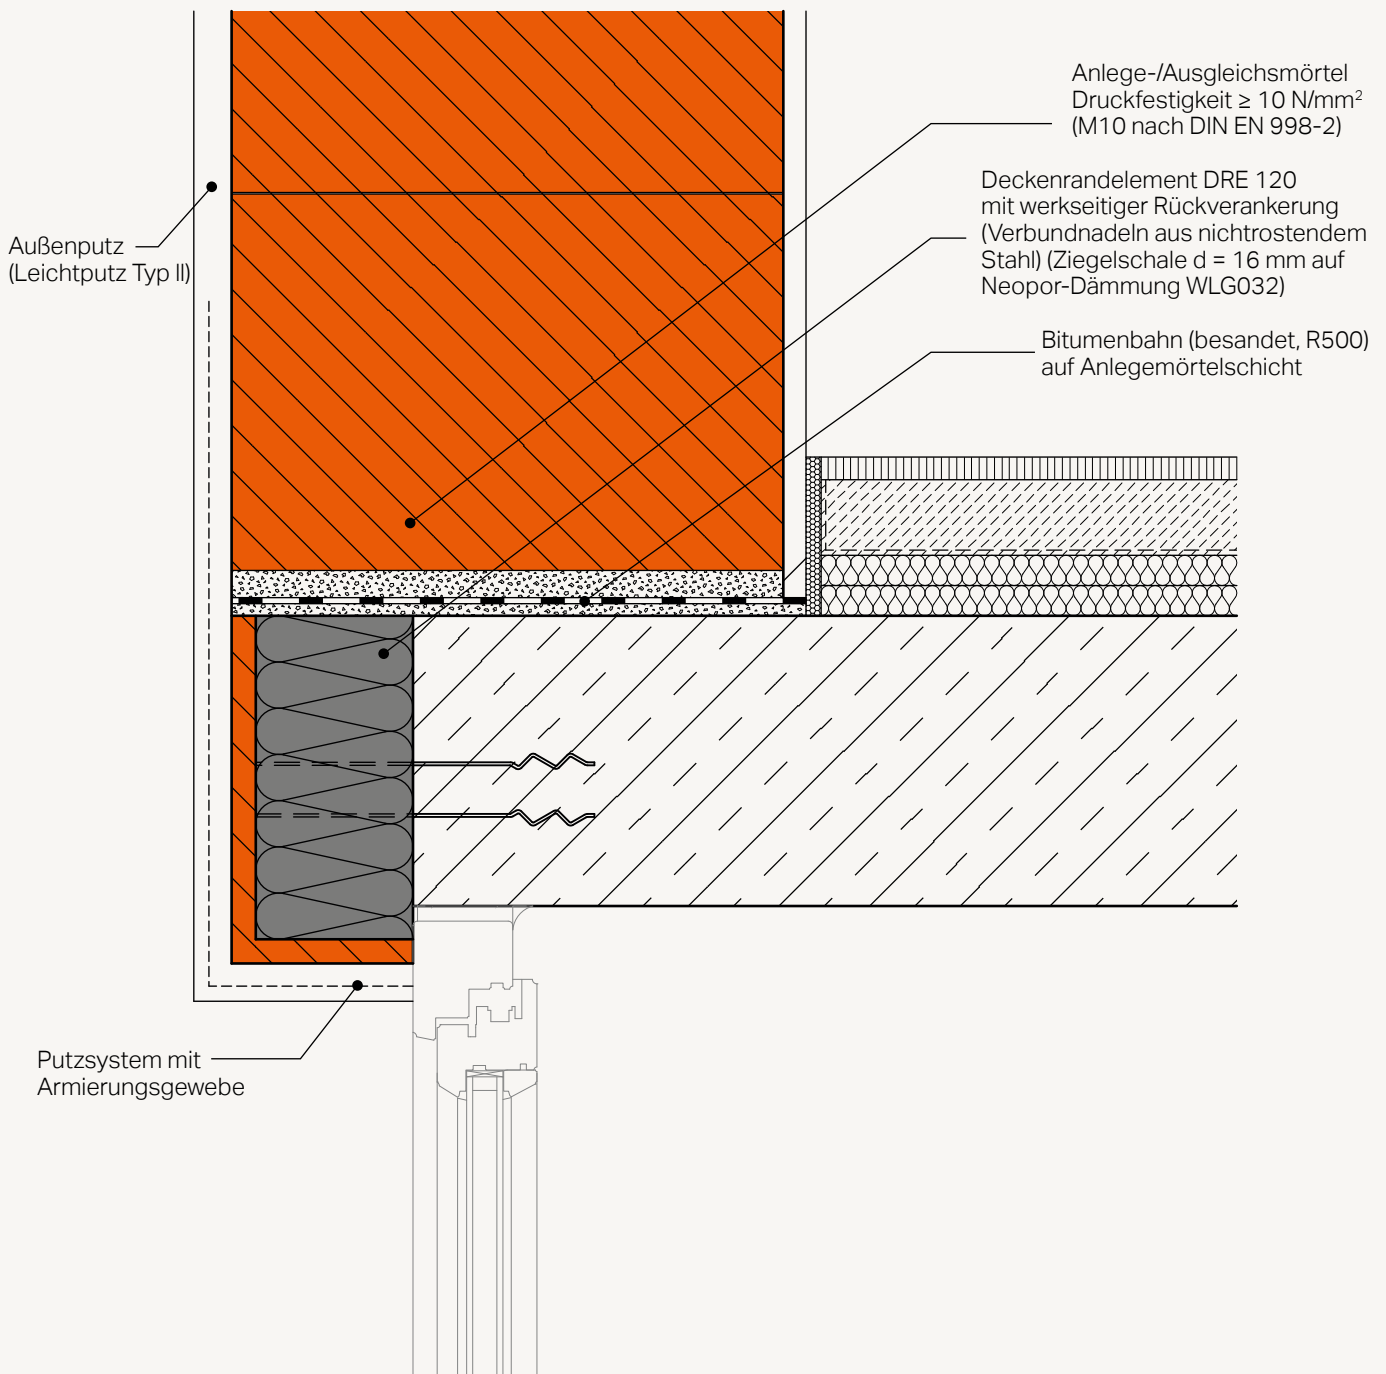 Anlege-/Ausgleichsmörtel
Druckfestigkeit ≥ 10 N/mm²
(M10 nach DIN EN 998-2)
Deckenrandelement DRE 120
mit werkseitiger Rückverankerung
(Verbundnadeln aus nichtrostendem
Stahl) (Ziegelschale d = 16 mm auf
Neopor-Dämmung WLG032)
Außenputz
(Leichtputz Typ II)
Bitumenbahn (besandet, R500)
auf Anlegemörtelschicht
Putzsystem mit
Armierungsgewebe